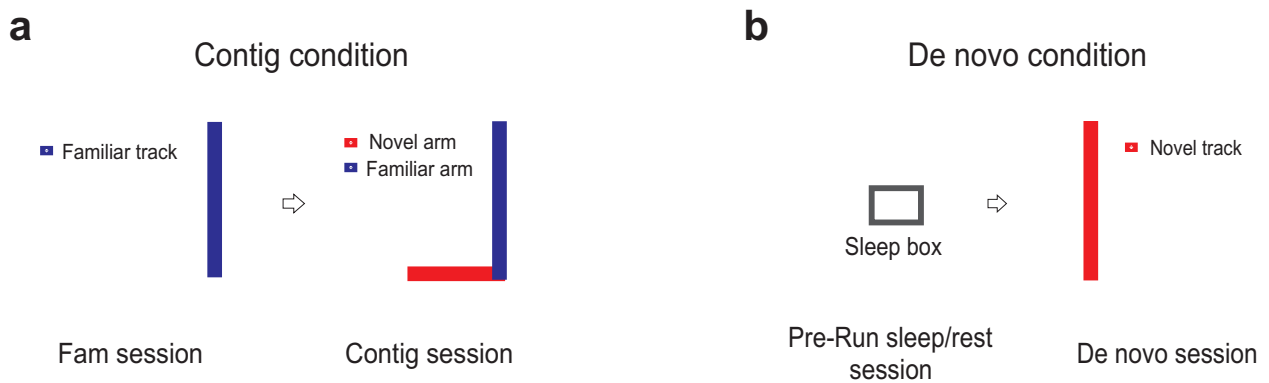 a
Contig condition
Familiar track
Novel arm
Familiar arm
Fam session
Contig session
b
De novo condition
Sleep box
Novel track
Pre-Run sleep/rest
session
De novo session